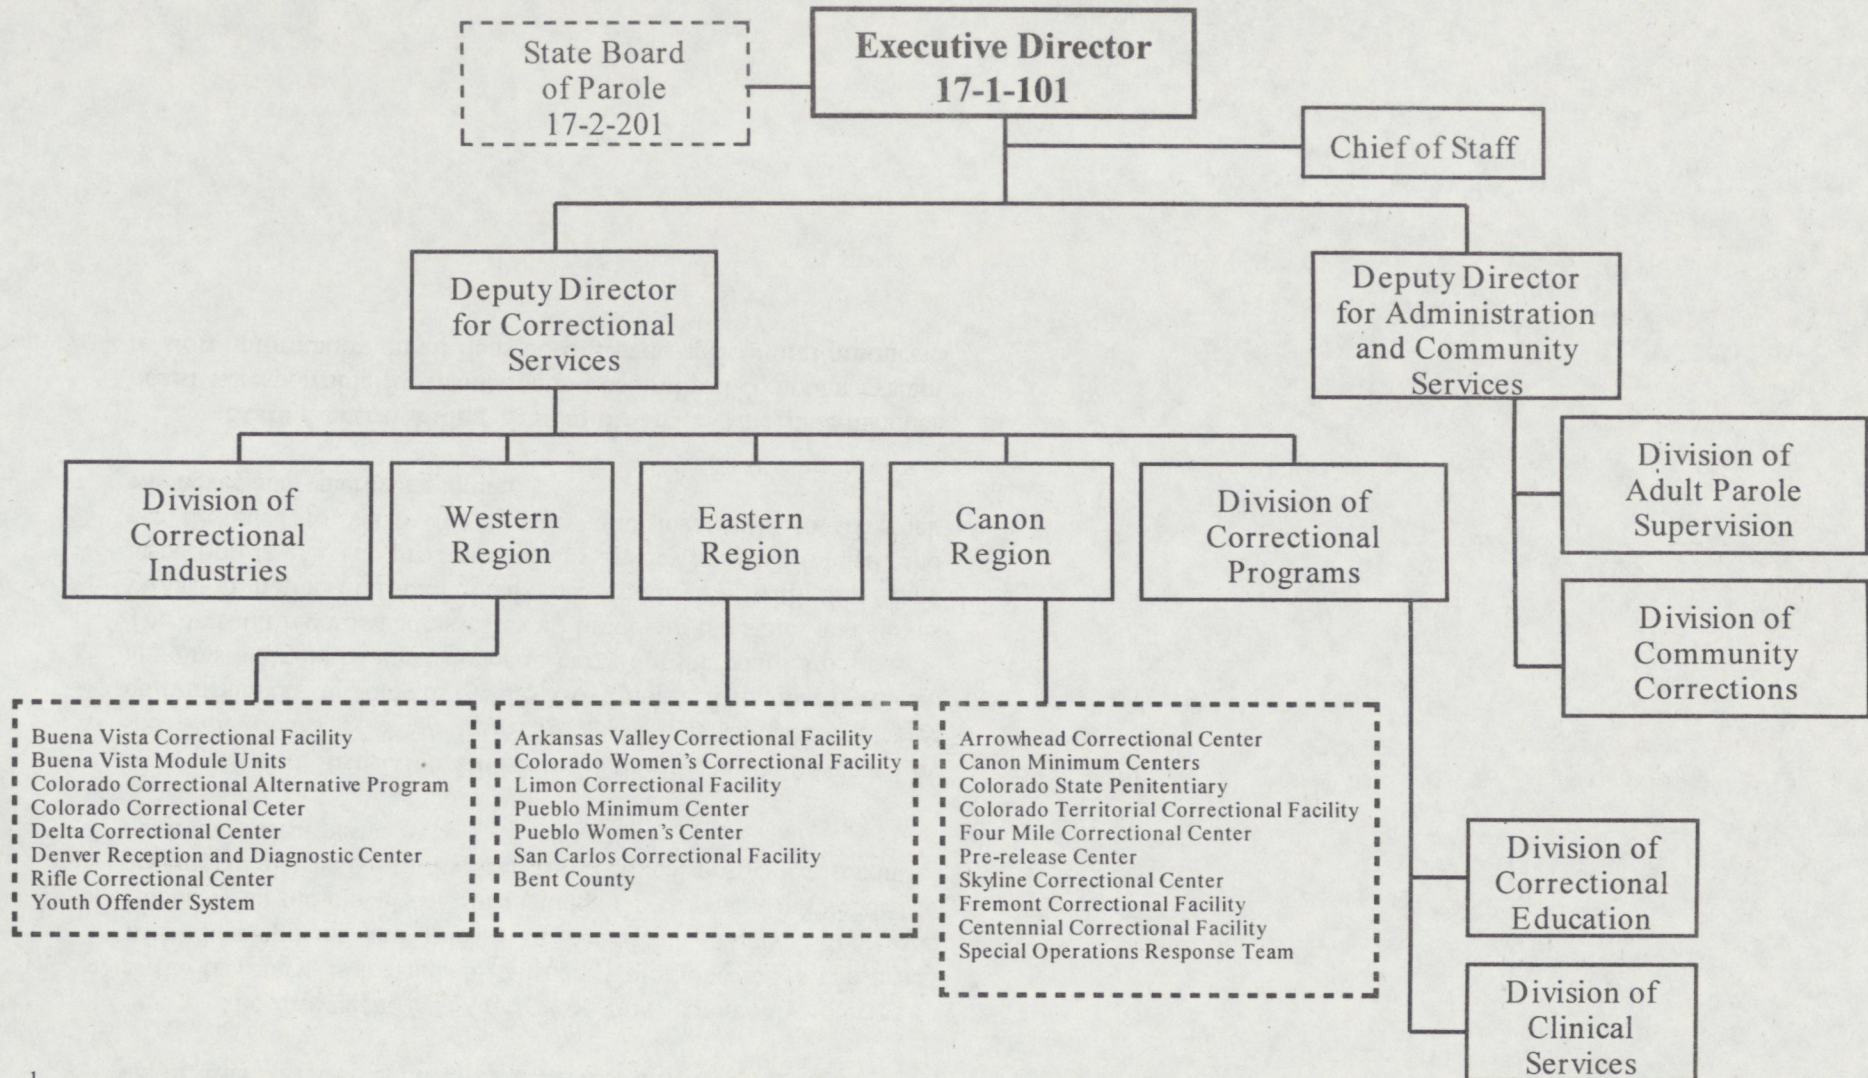 State Board
of Parole
17-2-201
Executive Director
17-1-101
Chief of Staff
Deputy Director
for Correctional
Services
Deputy Director
for Administration
and Community
Services
Division of
Correctional
Industries
Western
Region
Eastern
Region
Canon
Region
Division of
Correctional
Programs
Division of
Adult Parole
Supervision
Division of
Community
Corrections
Buena Vista Correctional Facility
Buena Vista Module Units
Colorado Correctional Alternative Program
Colorado Correctional Ceter
Delta Correctional Center
Denver Reception and Diagnostic Center
Rifle Correctional Center
Youth Offender System
Arkansas Valley Correctional Facility
Colorado Women's Correctional Facility
Limon Correctional Facility
Pueblo Minimum Center
Pueblo Women's Center
San Carlos Correctional Facility
Bent County
Arrowhead Correctional Center
Canon Minimum Centers
Colorado State Penitentiary
Colorado Territorial Correctional Facility
Four Mile Correctional Center
Pre-release Center
Skyline Correctional Center
Fremont Correctional Facility
Centennial Correctional Facility
Special Operations Response Team
Division of
Correctional
Education
Division of
Clinical
Services